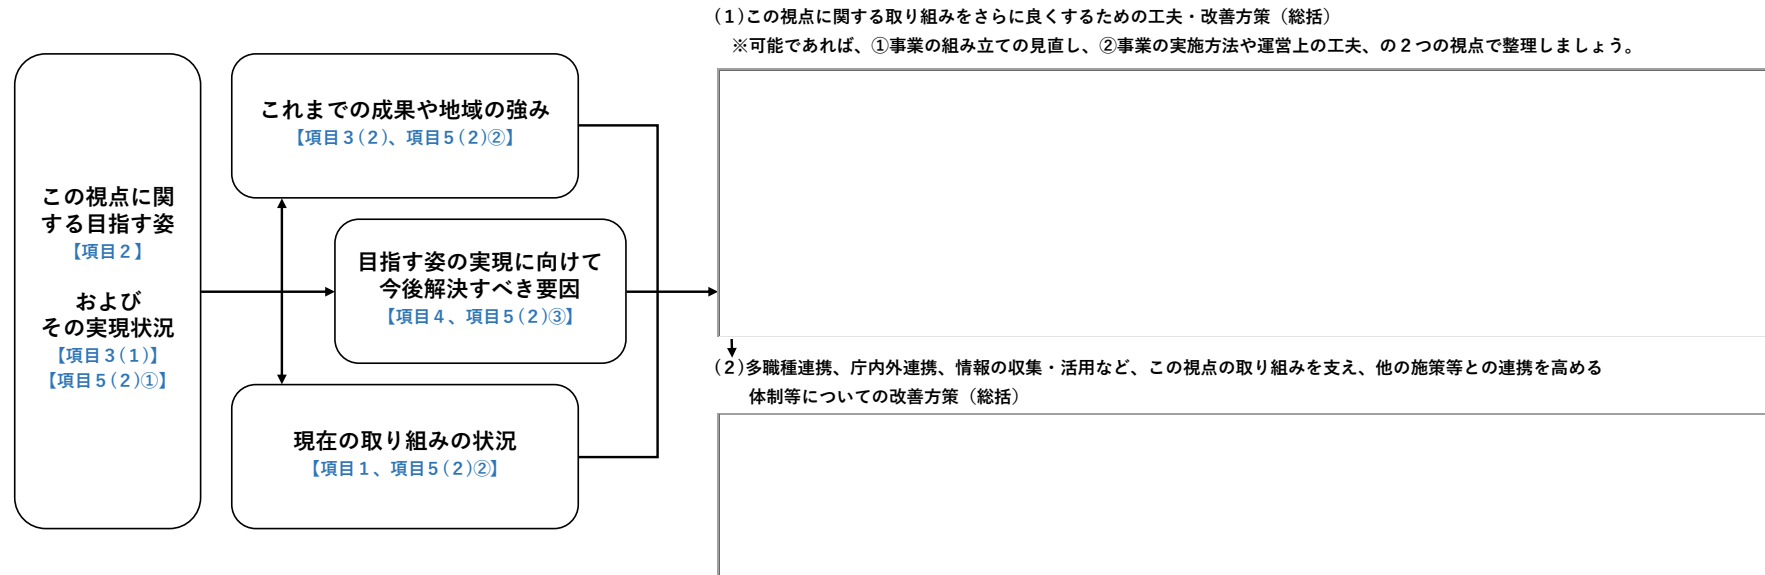 この視点に関
する目指す姿
【項目２】
および
その実現状況
【項目３(１)】
【項目５(２)①】
これまでの成果や地域の強み
【項目３(２)、項目５(２)②】
目指す姿の実現に向けて
今後解決すべき要因
【項目４、項目５(２)③】
現在の取り組みの状況
【項目１、項目５(２)②】
(１)この視点に関する取り組みをさらに良くするための工夫・改善方策（総括）
※可能であれば、①事業の組み立ての見直し、②事業の実施方法や運営上の工夫、の２つの視点で整理しましょう。
(２)多職種連携、庁内外連携、情報の収集・活用など、この視点の取り組みを支え、他の施策等との連携を高める
体制等についての改善方策（総括）